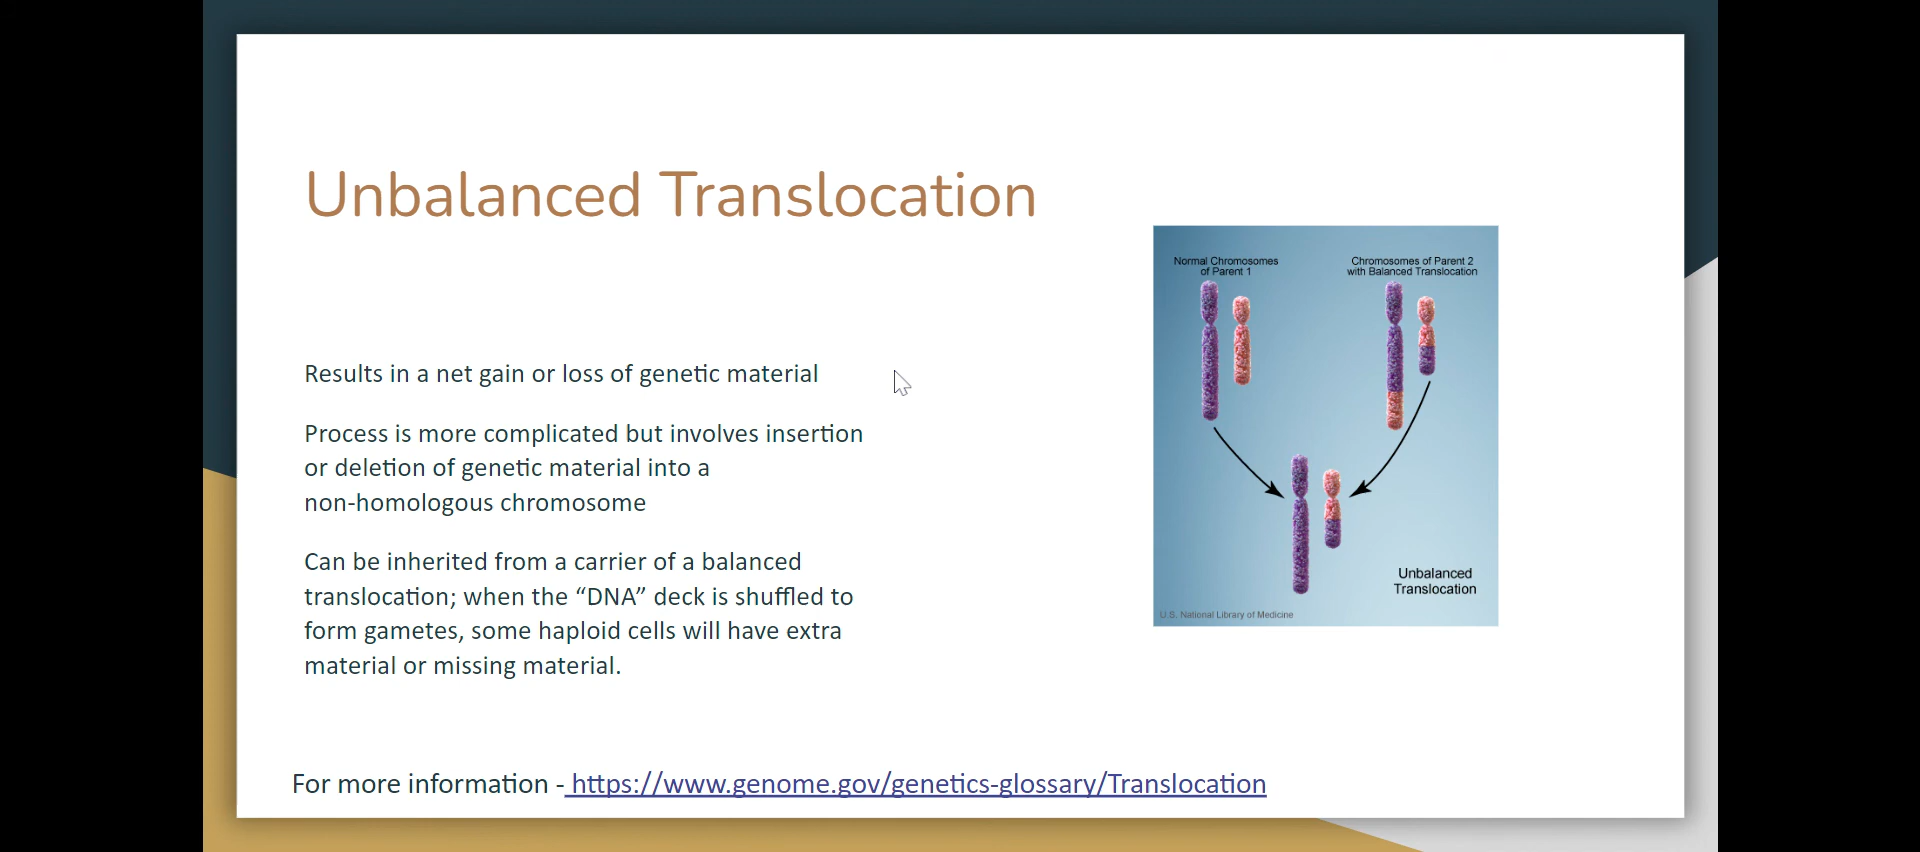 Unbalanced Translocation
Results in a net gain or loss of genetic material
Process is more complicated but involves insertion
or deletion of genetic material into a
non-homologous chromosome
Can be inherited from a carrier of a balanced
translocation; when the “DNA” deck is shuffled to
form gametes, some haploid cells will have extra
material or missing material.
Normal Chromosomes
of Parent 1
Chromosomes of Parent 2
with Balanced Translocation
Unbalanced
Translocation
U.S. National Library of Medicine
For more information - https://www.genome.gov/genetics-glossary/Translocation